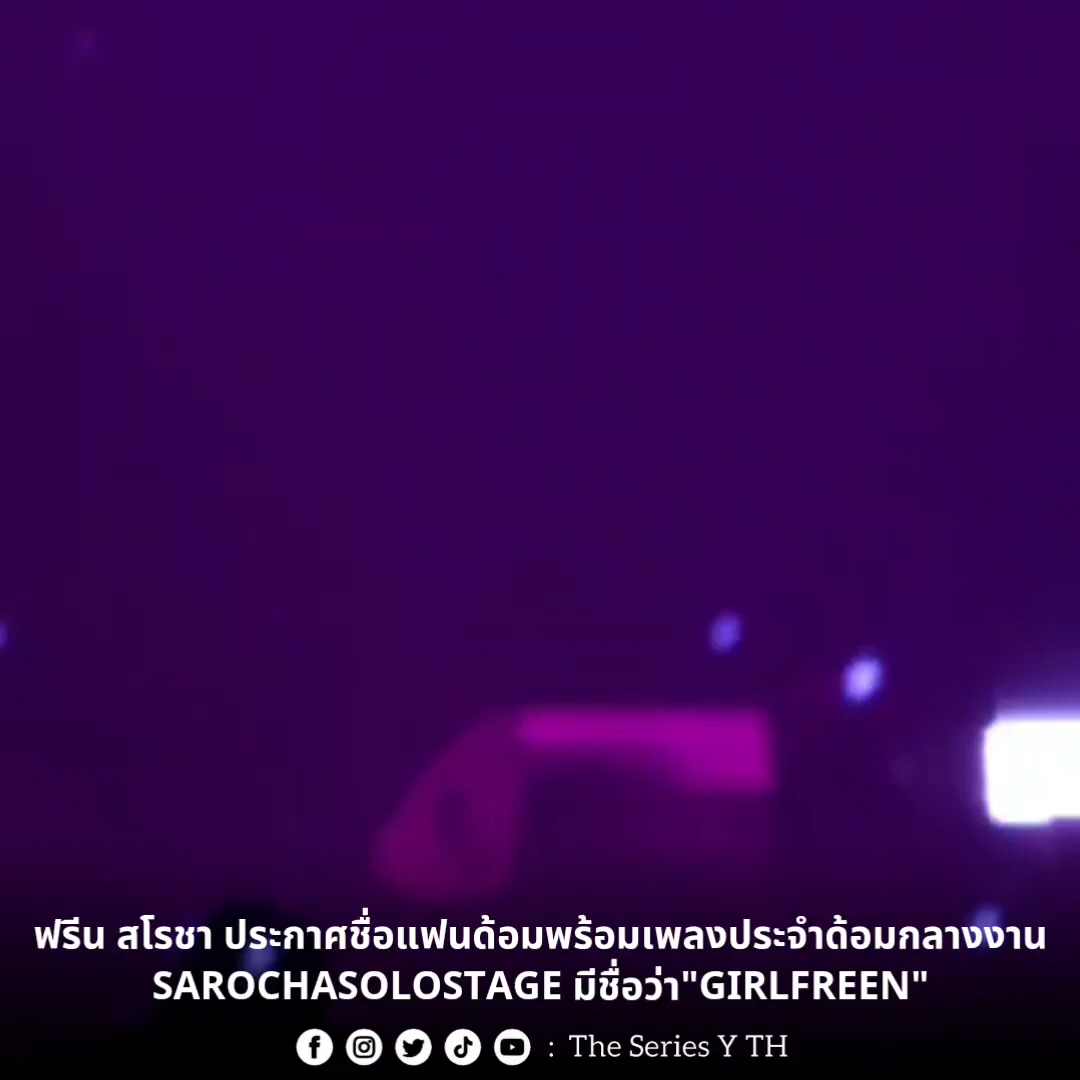 ฟรีน สโรชา ประกาศชื่อแฟนด้อมพร้อมเพลงประจำด้อมกลางงาน
SAROCHASOLOSTAGE มีชื่อว่า"GIRLFREEN"
: The Series Y TH